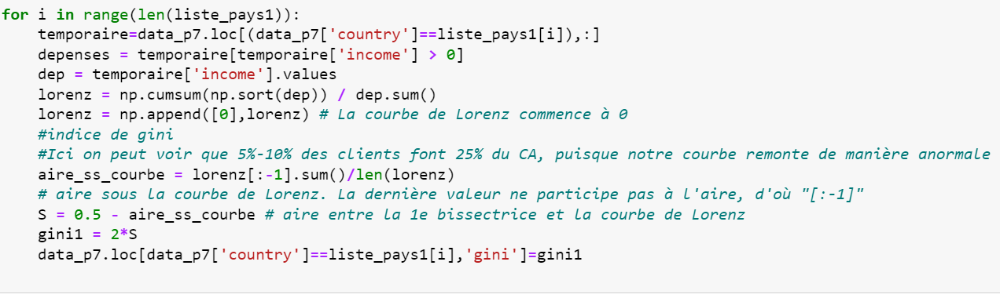 for i in range(len(liste_pays1)):
    temporaire=data_p7.loc[(data_p7['country']==liste_pays1[i]),:]
    depenses = temporaire[temporaire['income'] > 0]
    dep = temporaire['income'].values
    lorenz = np.cumsum(np.sort(dep)) / dep.sum()
    lorenz = np.append([0],lorenz) # La courbe de Lorenz commence à 0
    #indice de gini
    #Ici on peut voir que 5%-10% des clients font 25% du CA, puisque notre courbe remonte de manière anormale
    aire_ss_courbe = lorenz[:-1].sum()/len(lorenz)
    # aire sous la courbe de Lorenz. La dernière valeur ne participe pas à l'aire, d'où "[:-1]"
    S = 0.5 - aire_ss_courbe # aire entre la 1e bissectrice et la courbe de Lorenz
    gini1 = 2*S
    data_p7.loc[data_p7['country']==liste_pays1[i],'gini']=gini1